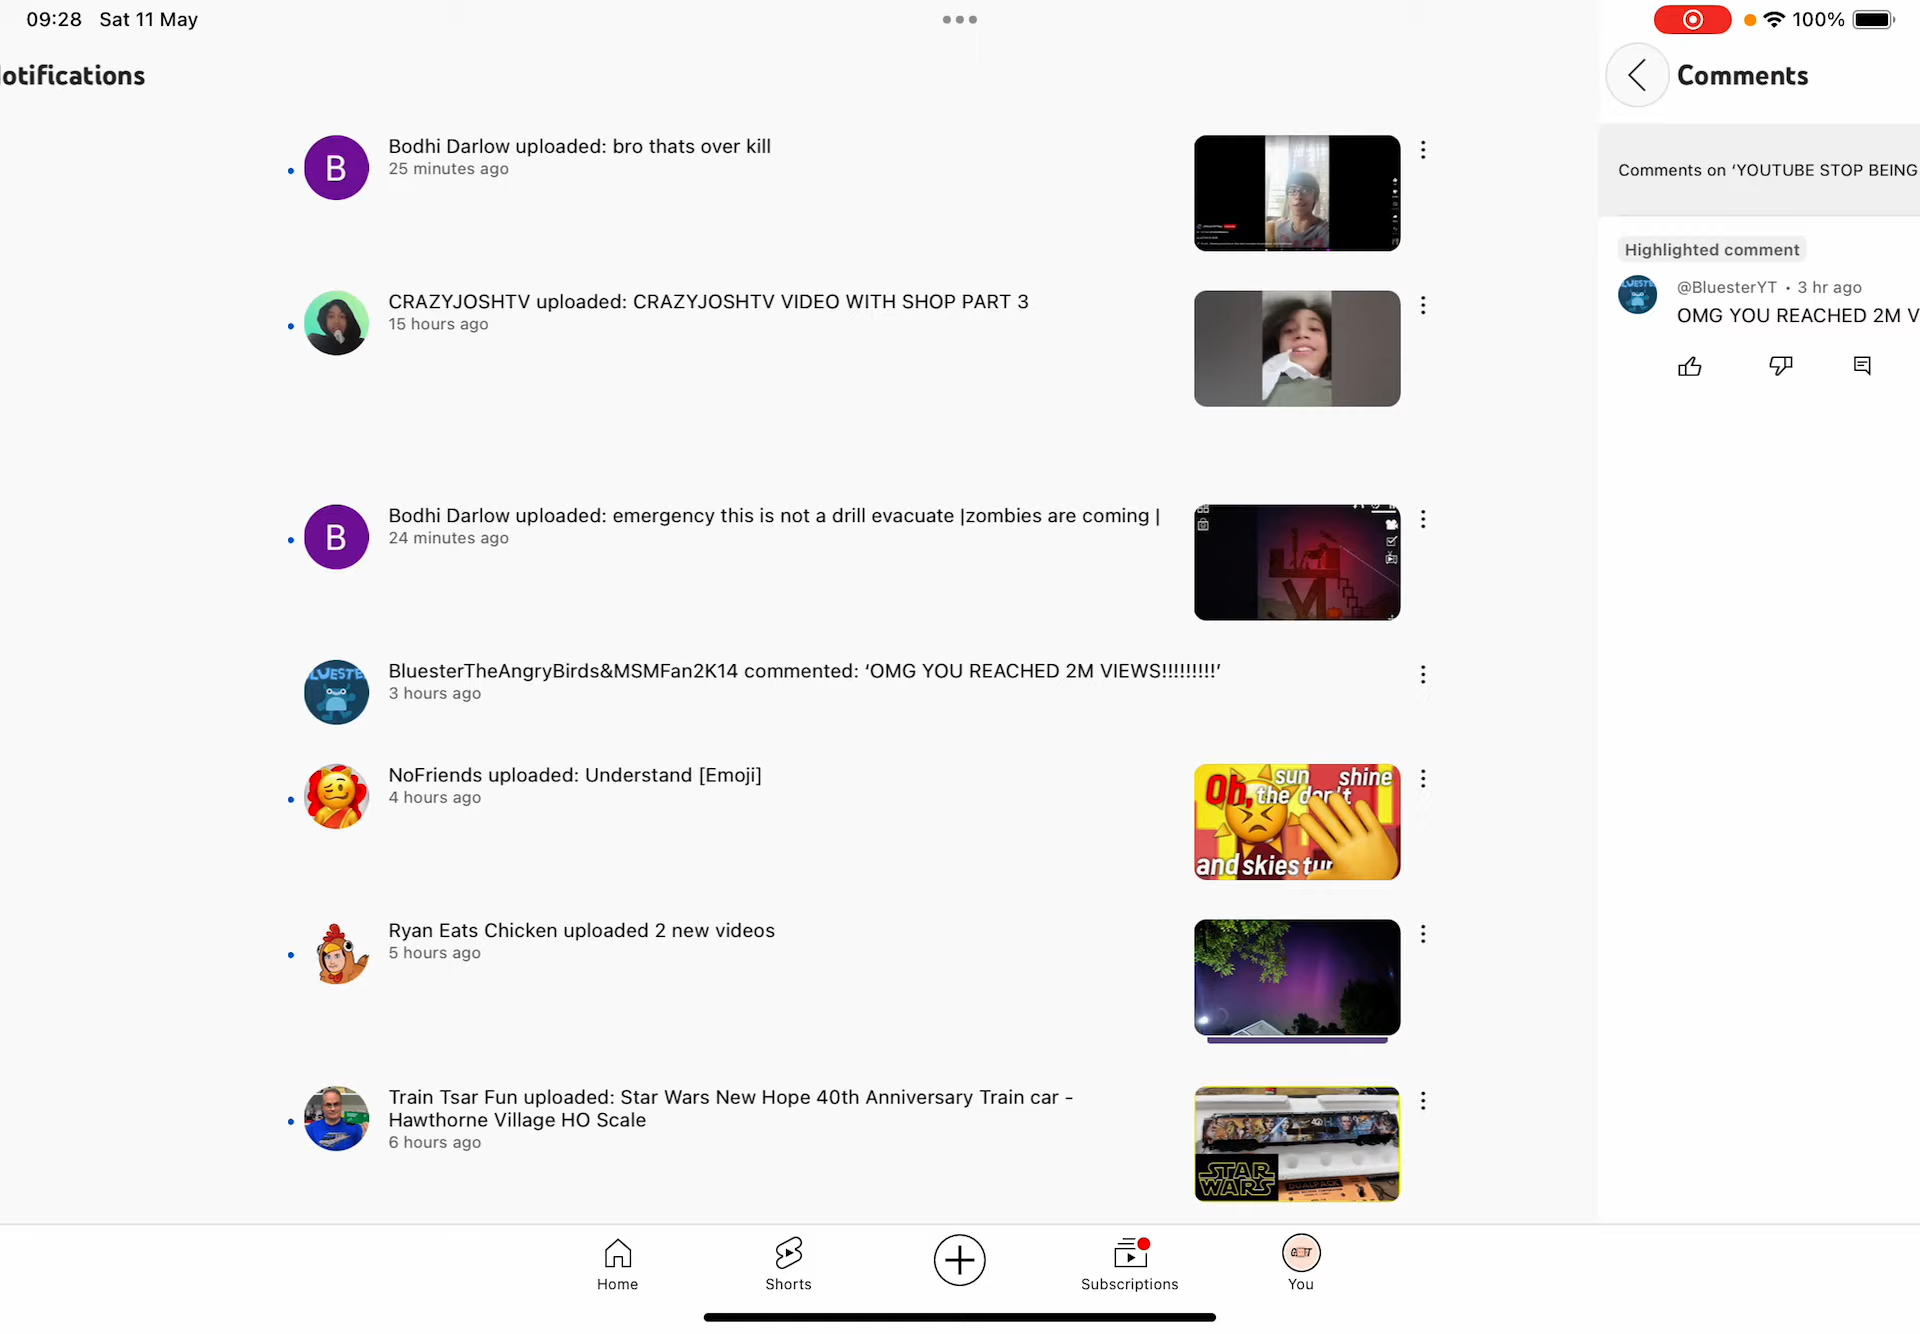 09:28 Sat 11 May
100%
otifications
Comments
Bodhi Darlow uploaded: bro thats over kill
25 minutes ago
B
CRAZYJOSHTV uploaded: CRAZYJOSHTV VIDEO WITH SHOP PART 3
15 hours ago
Bodhi Darlow uploaded: emergency this is not a drill evacuate |zombies are coming |
24 minutes ago
B
BluesterTheAngryBirds&MSMFan2K14 commented: ‘OMG YOU REACHED 2M VIEWS!!!!!!!!!’
3 hours ago
LUESTE
NoFriends uploaded: Understand [Emoji]
4 hours ago
Oh, the sun don't shine
and skies tur
Ryan Eats Chicken uploaded 2 new videos
5 hours ago
Train Tsar Fun uploaded: Star Wars New Hope 40th Anniversary Train car -
Hawthorne Village HO Scale
6 hours ago
STAR
WARS
DUALPACK
Comments on ‘YOUTUBE STOP BEING
Highlighted comment
@BluesterYT • 3 hr ago
OMG YOU REACHED 2M V
Home
Shorts
Subscriptions
You